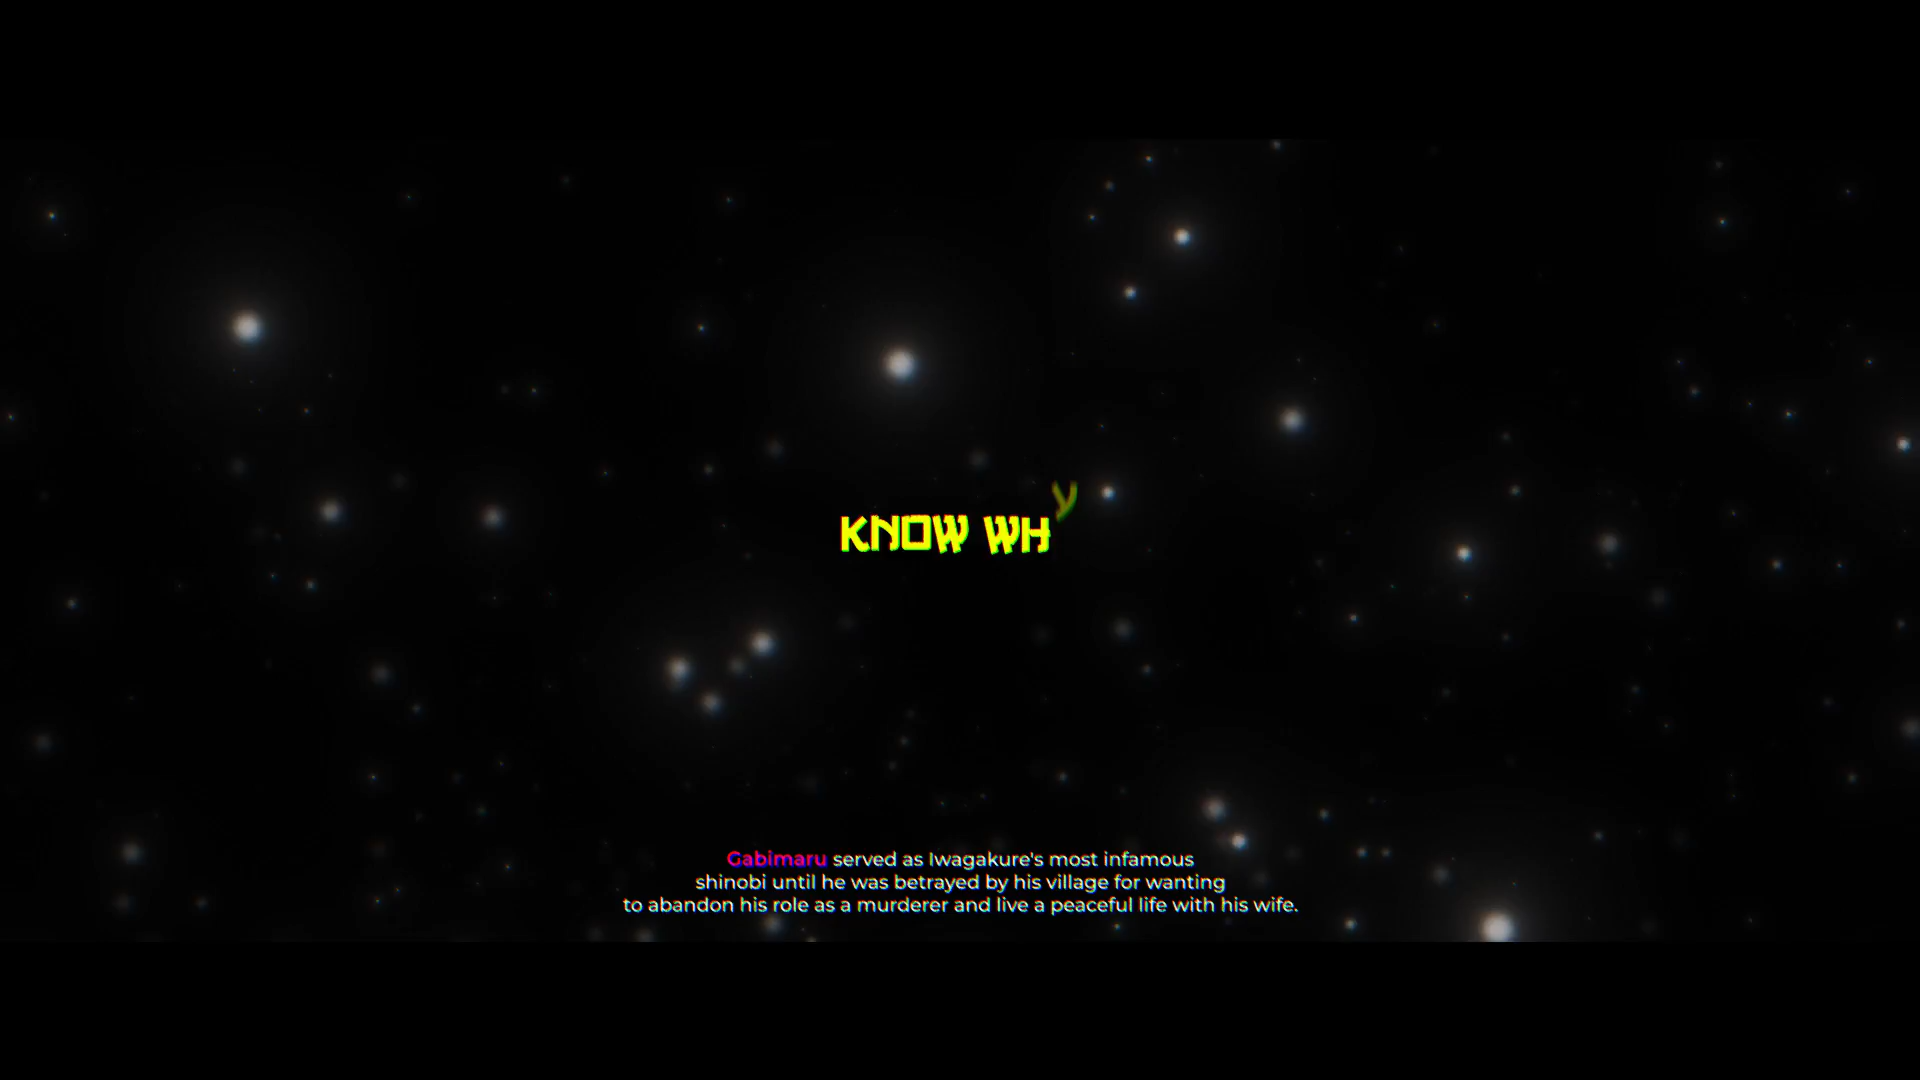 KNOW WHY
Gabimaru served as Iwagakure's most infamous
shinobi until he was betrayed by his village for wanting
to abandon his role as a murderer and live a peaceful life with his wife.